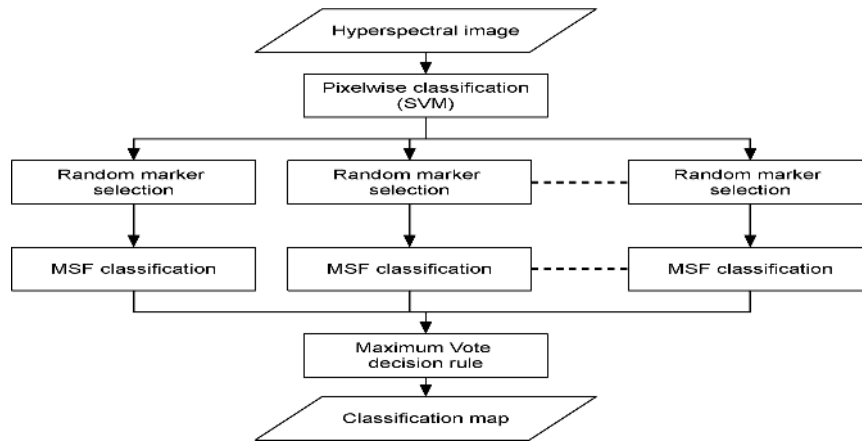 Hyperspectral image
Pixelwise classification
(SVM)
Random marker
selection
Random marker
selection
Random marker
selection
MSF classification
MSF classification
MSF classification
Maximum Vote
decision rule
Classification map